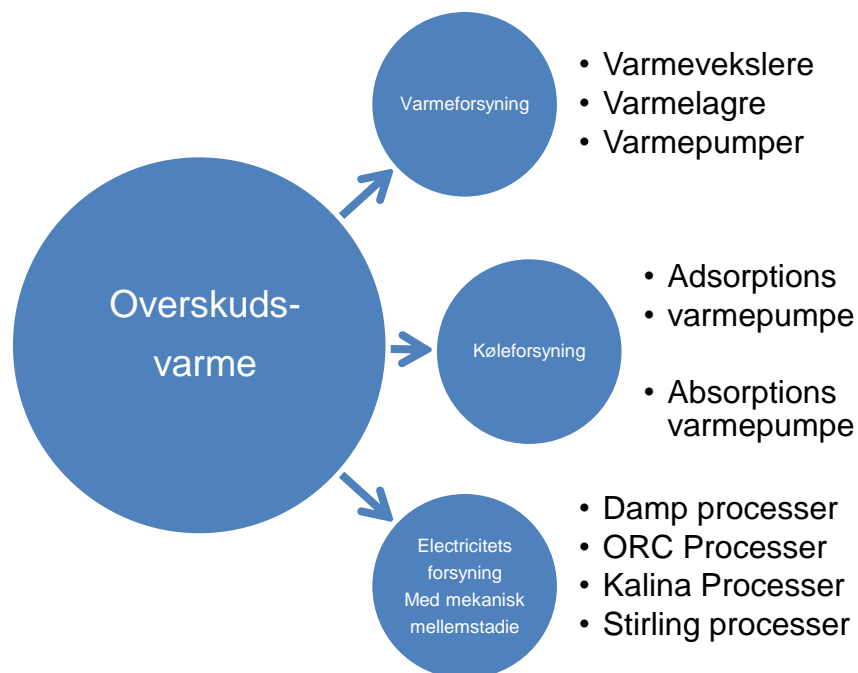 Overskuds-
varme
Varmeforsyning
• Varmevekslere
• Varmelagre
• Varmepumper
Køleforsyning
• Adsorptions
• varmepumpe
• Absorptions
varmepumpe
Electricitets
forsyning
Med mekanisk
mellemstadie
• Damp processer
• ORC Processer
• Kalina Processer
• Stirling processer